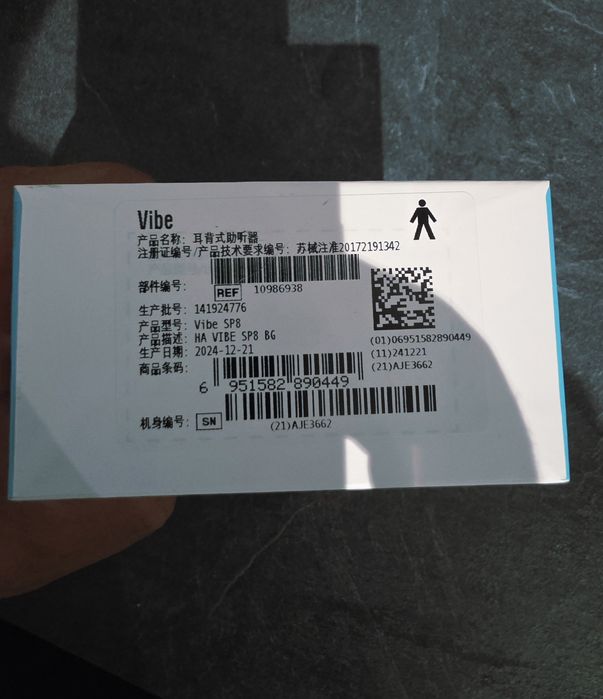 Vibe
产品名称: 耳背式助听器
注册证编号/产品技术要求编号: 苏械注准20172191342
部件编号:
REF 10986938
生产批号: 141924776
产品型号: Vibe SP8
产品描述: HA VIBE SP8 BG
生产日期: 2024-12-21
商品条码:
6 951582 890449
(01)06951582890449
(11)241221
(21)AJE3662
机身编号: SN
(21)AJE3662